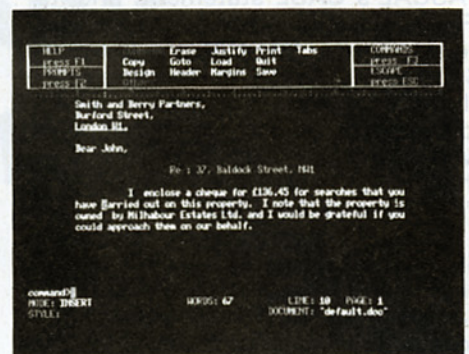 HELP Erase Justify Print Tabs COMMANDS
press F1 Copy Goto Load Quit press F3
PROMPTS Design Header Margins Save ESCAPE
press F2 press ESC
Smith and Berry Partners,
Burford Street,
London W1.
Dear John,
Re : 37, Baldock Street, NW1
I enclose a cheque for £136.45 for searches that you
have carried out on this property. I note that the property is
owned by Milhabour Estates Ltd. and I would be grateful if you
could approach them on our behalf.
command>
MODE: INSERT WORDS: 67 LINE: 10 PAGE: 1
STYLE: DOCUMENT: "default.doc"